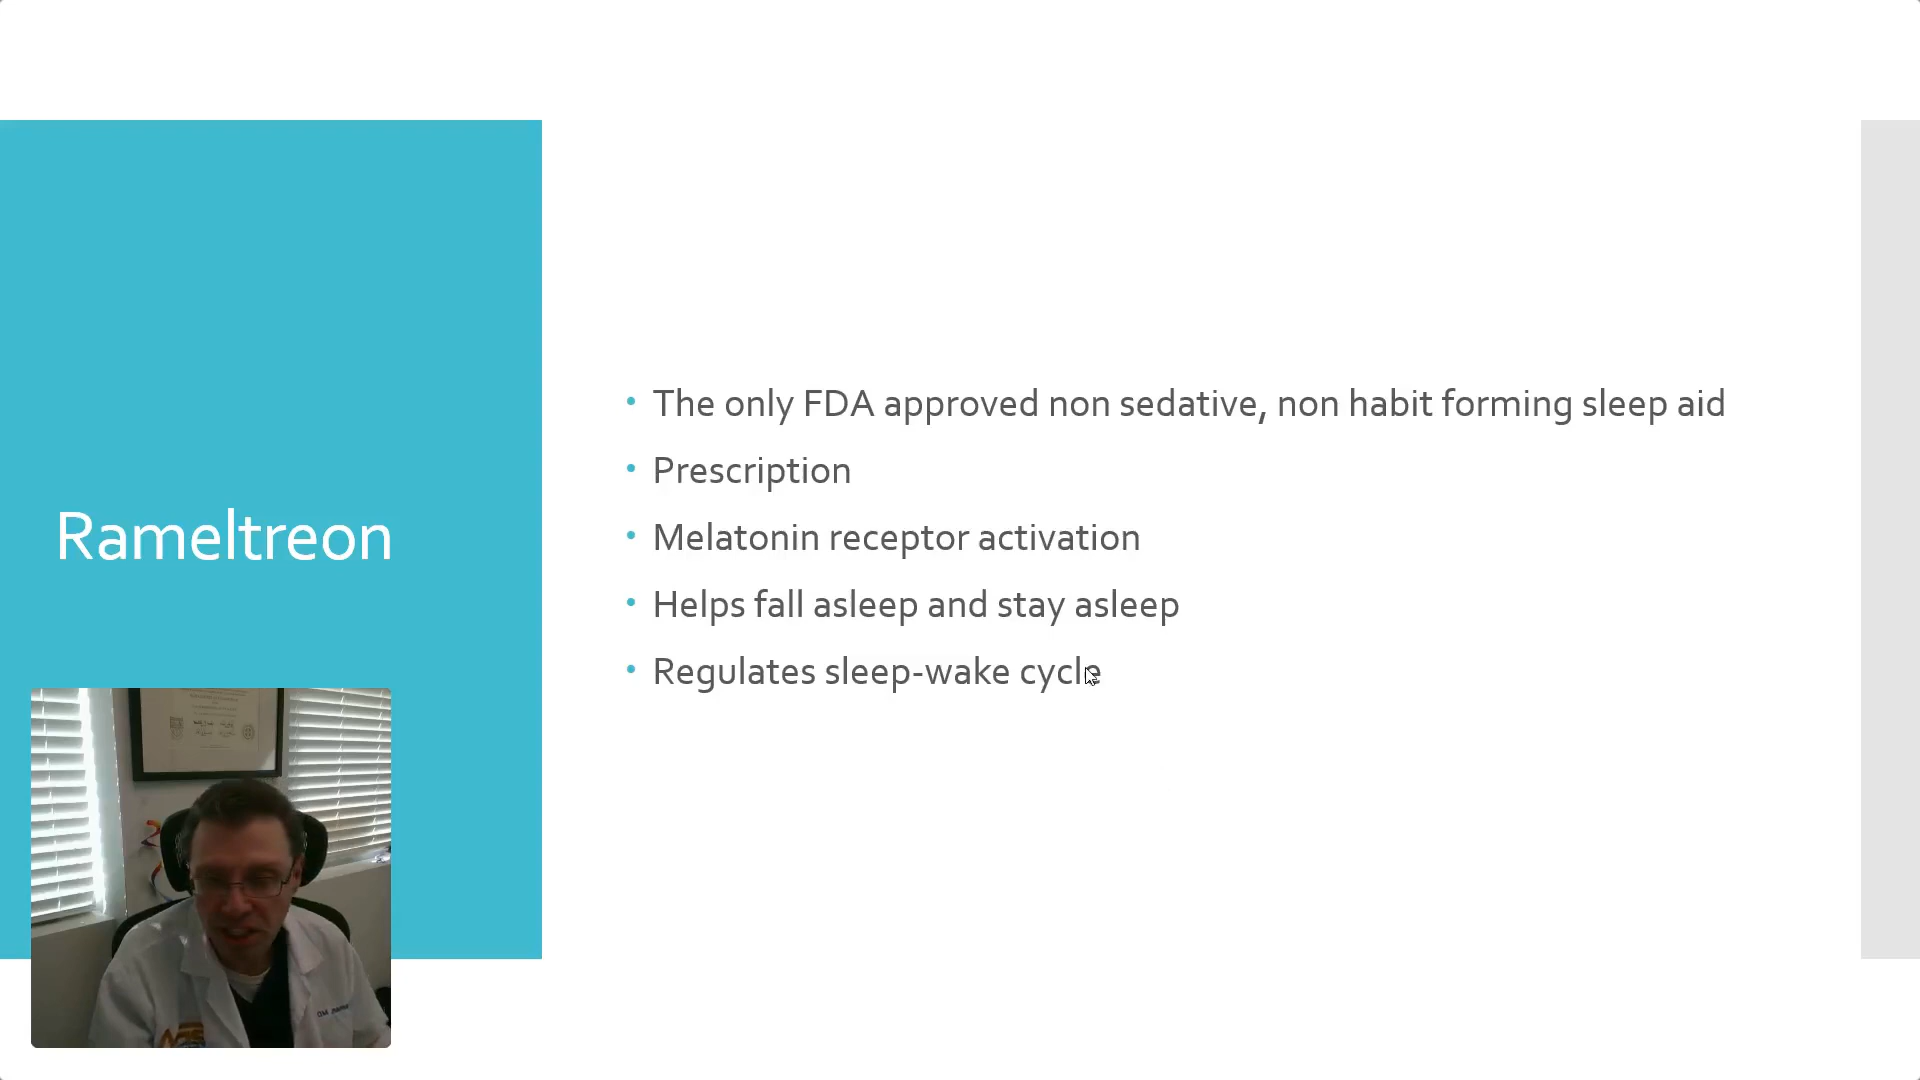 Rameltreon
• The only FDA approved non sedative, non habit forming sleep aid
• Prescription
• Melatonin receptor activation
• Helps fall asleep and stay asleep
• Regulates sleep-wake cycle